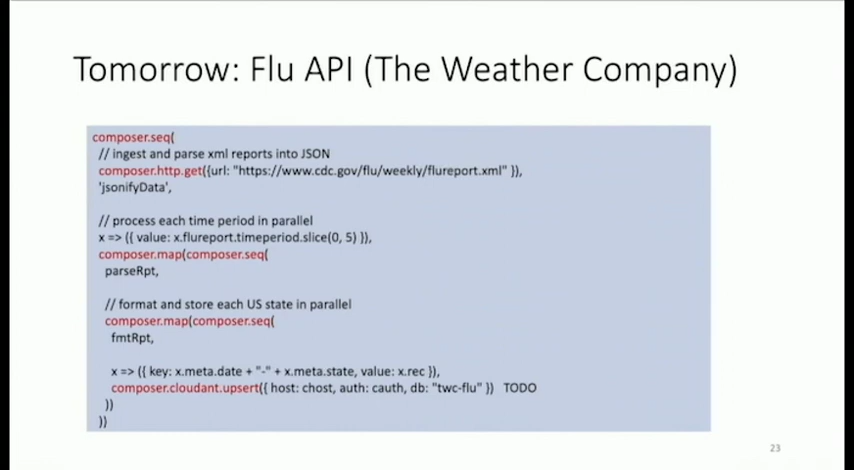 Tomorrow: Flu API (The Weather Company)
composer.seq(
// ingest and parse xml reports into JSON
composer.http.get({url: "https://www.cdc.gov/flu/weekly/flureport.xml" }),
'jsonifyData',
// process each time period in parallel
x => ({ value: x.flureport.timeperiod.slice(0, 5) }),
composer.map(composer.seq(
parseRpt,
// format and store each US state in parallel
composer.map(composer.seq(
fmtRpt,
x => ({ key: x.meta.date + "-" + x.meta.state, value: x.rec }),
composer.cloudant.upsert({ host: chost, auth: cauth, db: "twc-flu" }) TODO
))
))
23